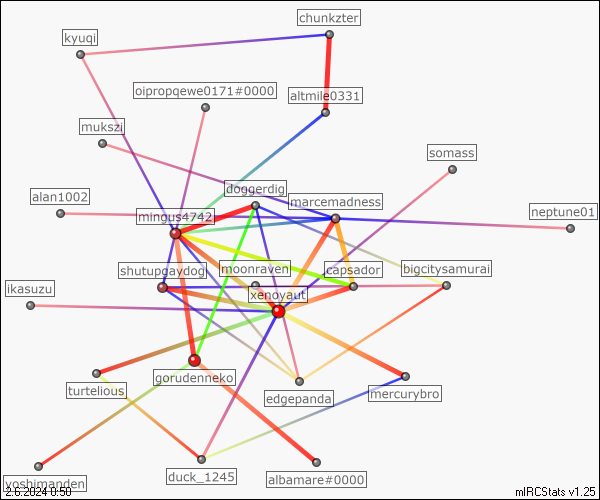 chunkzter
kyuqi
oipropqewe0171#0000
altmile0331
mukszi
somass
doggerdig
alan1002
marcemadness
mingus4742
neptune01
shutupgaydog
moonraven
capsador
bigcitysamurai
ikasuzu
xenoyaut
gorudenneko
turtelious
mercurybro
edgepanda
yoshimanden
duck_1245
albamare#0000
2.6.2024 0:50
mIRCStats v1.25